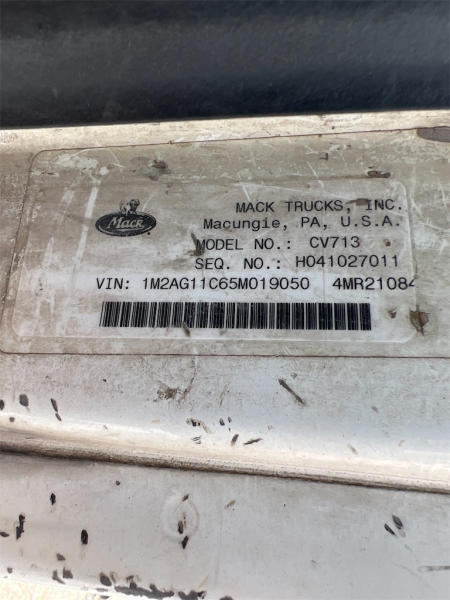 Mack
MACK TRUCKS, INC.
Macungie, PA, U.S.A.
MODEL NO.: CV713
SEQ. NO.: H041027011
VIN: 1M2AG11C65M019050 4MR21084